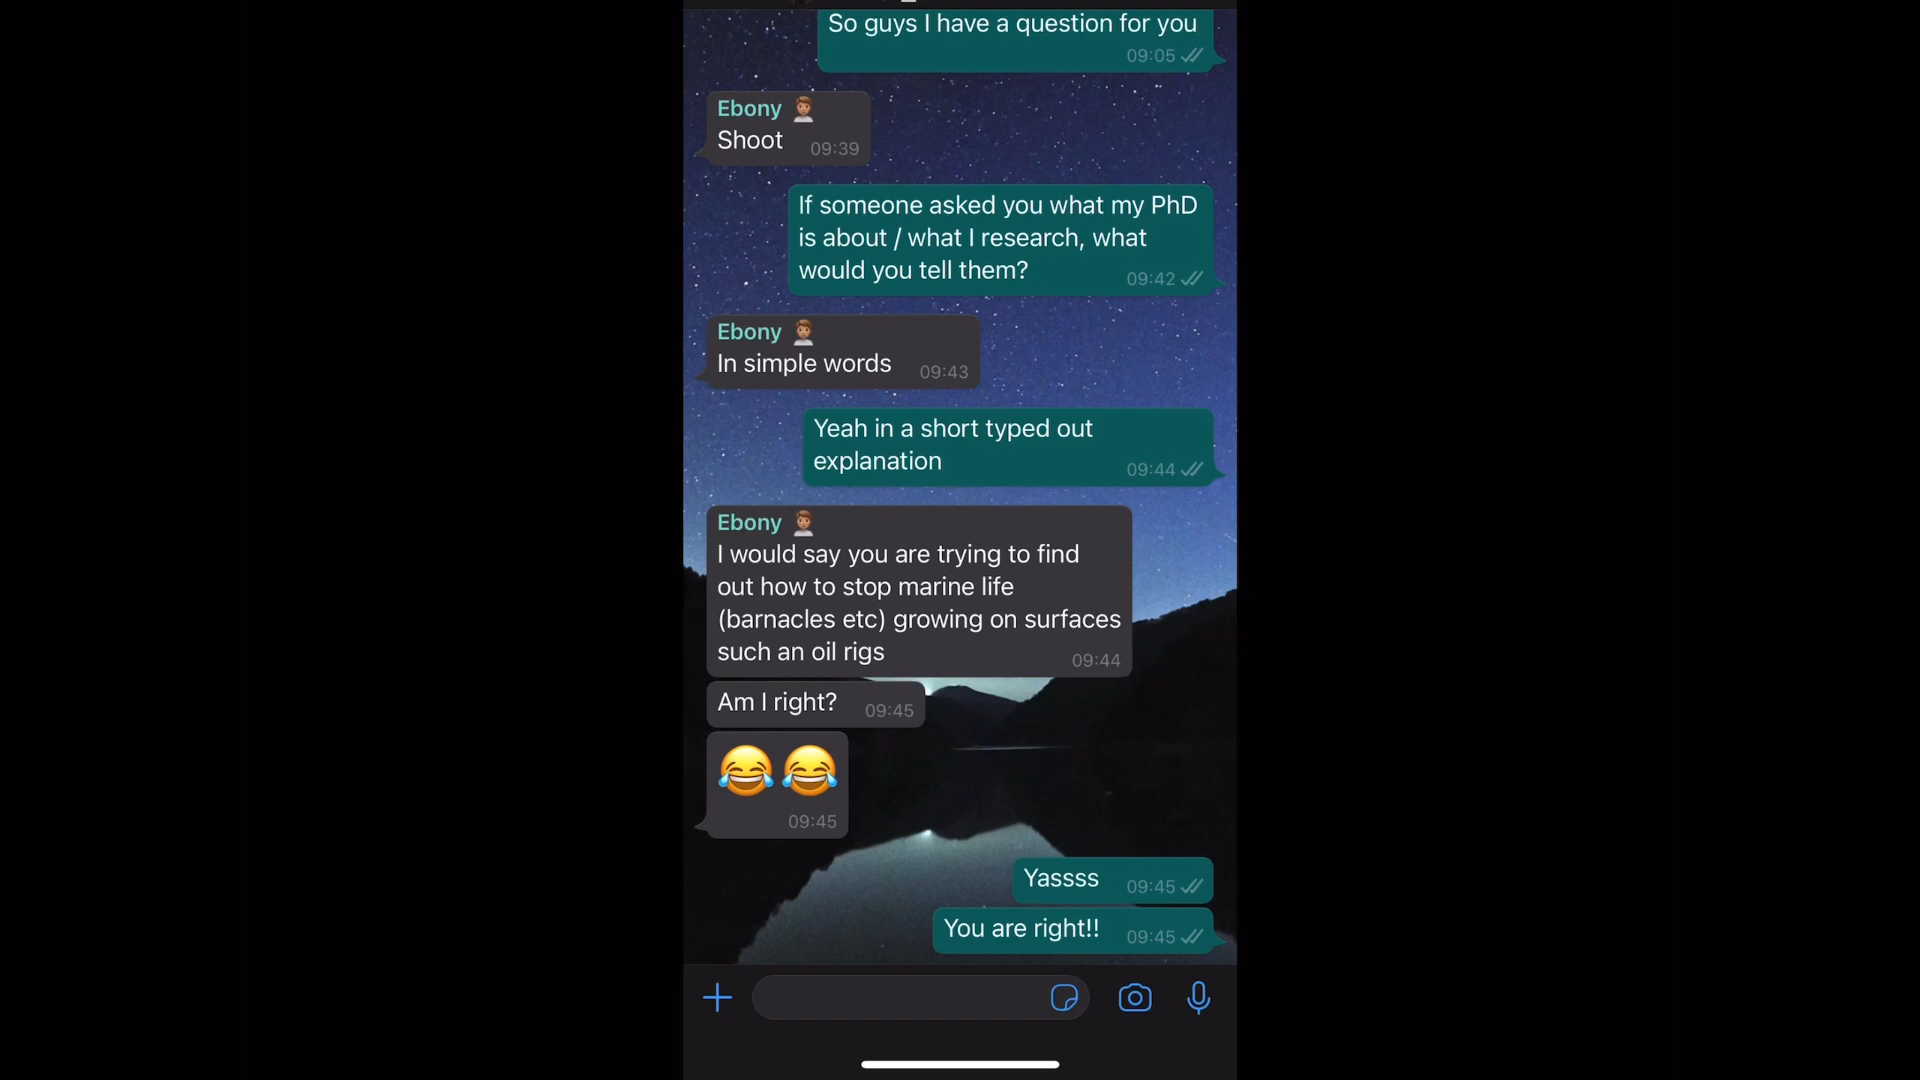 So guys I have a question for you
09:05
Ebony
Shoot
09:39
If someone asked you what my PhD
is about / what I research, what
would you tell them?
09:42
Ebony
In simple words
09:43
Yeah in a short typed out
explanation
09:44
Ebony
I would say you are trying to find
out how to stop marine life
(barnacles etc) growing on surfaces
such an oil rigs
09:44
Am I right?
09:45
😂😂
09:45
Yassss
09:45
You are right!!
09:45